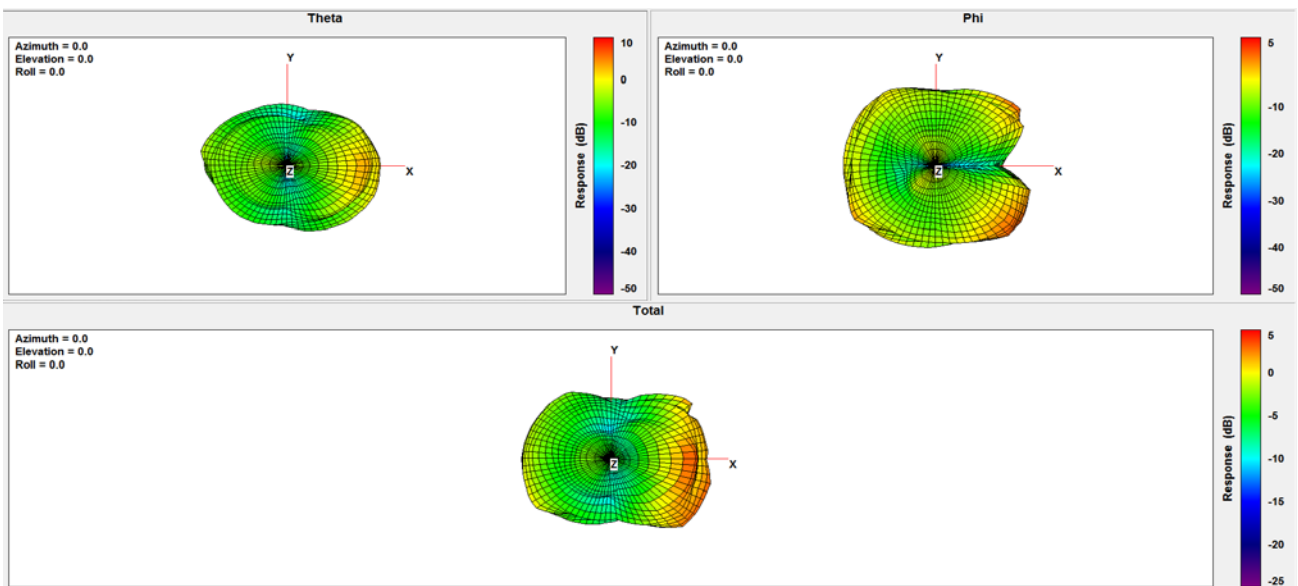 Theta
Azimuth = 0.0
Elevation = 0.0
Roll = 0.0
Y
X
Z
Response (dB)
10
0
-10
-20
-30
-40
-50
Phi
Azimuth = 0.0
Elevation = 0.0
Roll = 0.0
Y
X
Z
Response (dB)
5
-10
-20
-30
-40
-50
Total
Azimuth = 0.0
Elevation = 0.0
Roll = 0.0
Y
X
Z
Response (dB)
5
0
-5
-10
-15
-20
-25